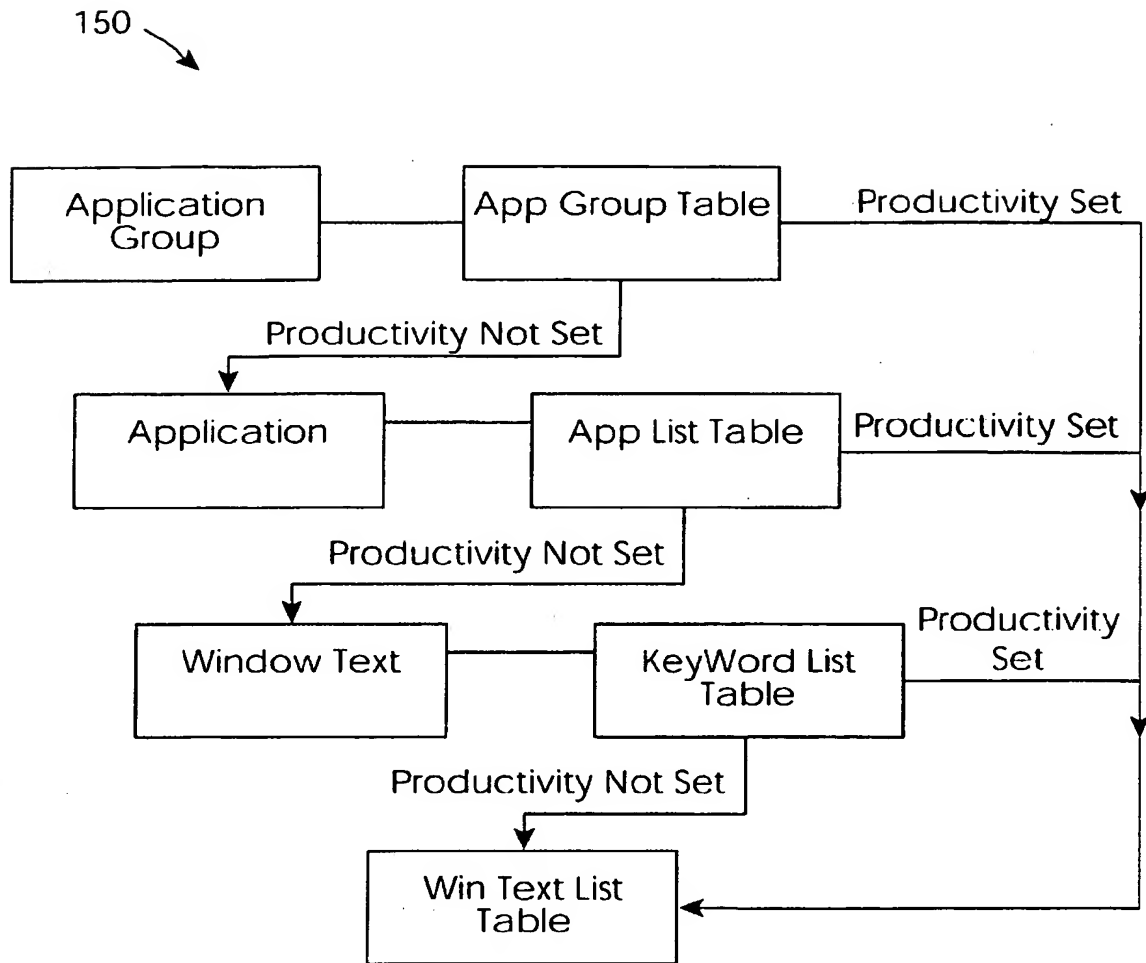 150
Application
Group
App Group Table
Productivity Set
Productivity Not Set
Application
App List Table
Productivity Set
Productivity Not Set
Window Text
KeyWord List
Table
Productivity
Set
Productivity Not Set
Win Text List
Table